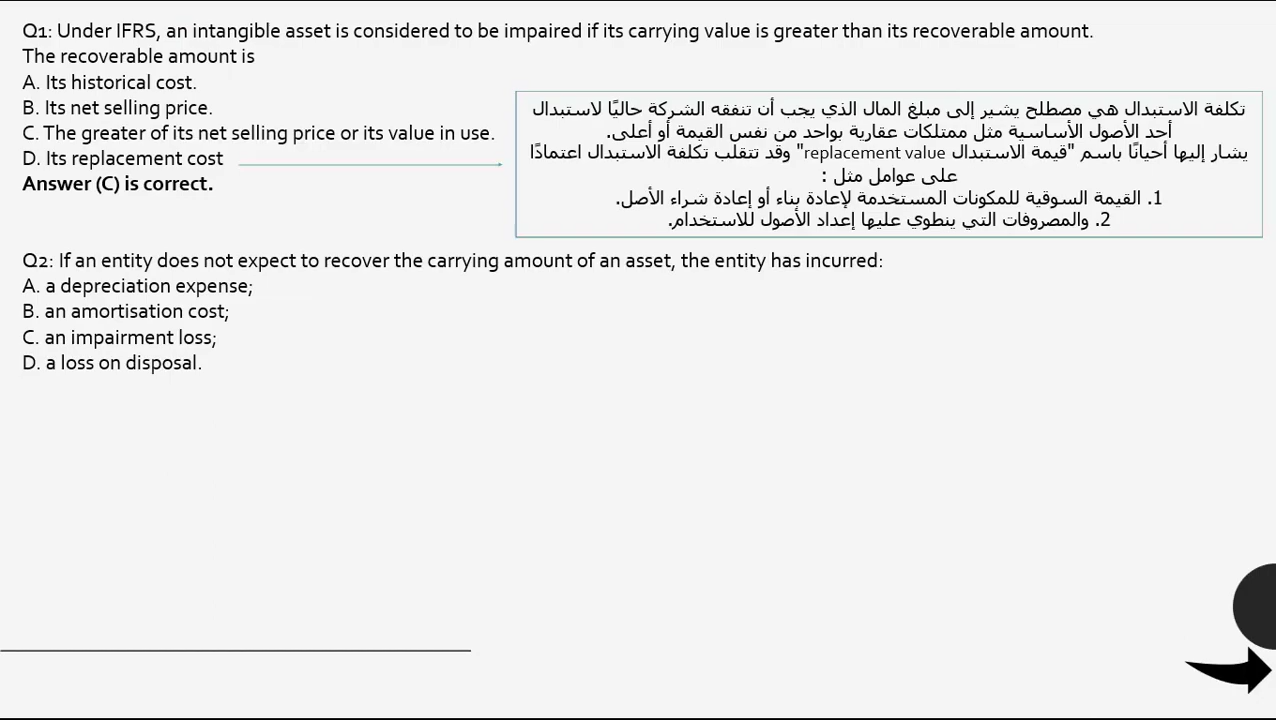 Q1: Under IFRS, an intangible asset is considered to be impaired if its carrying value is greater than its recoverable amount.
The recoverable amount is
A. Its historical cost.
B. Its net selling price.
C. The greater of its net selling price or its value in use.
D. Its replacement cost
Answer (C) is correct.
تكلفة الاستبدال هي مصطلح يشير إلى مبلغ المال الذي يجب أن تنفقه الشركة حاليًا لاستبدال
أحد الأصول الأساسية مثل ممتلكات عقارية بواحد من نفس القيمة أو أعلى.
يشار إليها أحيانًا باسم "قيمة الاستبدال replacement value" وقد تتقلب تكلفة الاستبدال اعتمادًا
على عوامل مثل :
1. القيمة السوقية للمكونات المستخدمة لإعادة بناء أو إعادة شراء الأصل.
2. والمصروفات التي ينطوي عليها إعداد الأصول للاستخدام.
Q2: If an entity does not expect to recover the carrying amount of an asset, the entity has incurred:
A. a depreciation expense;
B. an amortisation cost;
C. an impairment loss;
D. a loss on disposal.